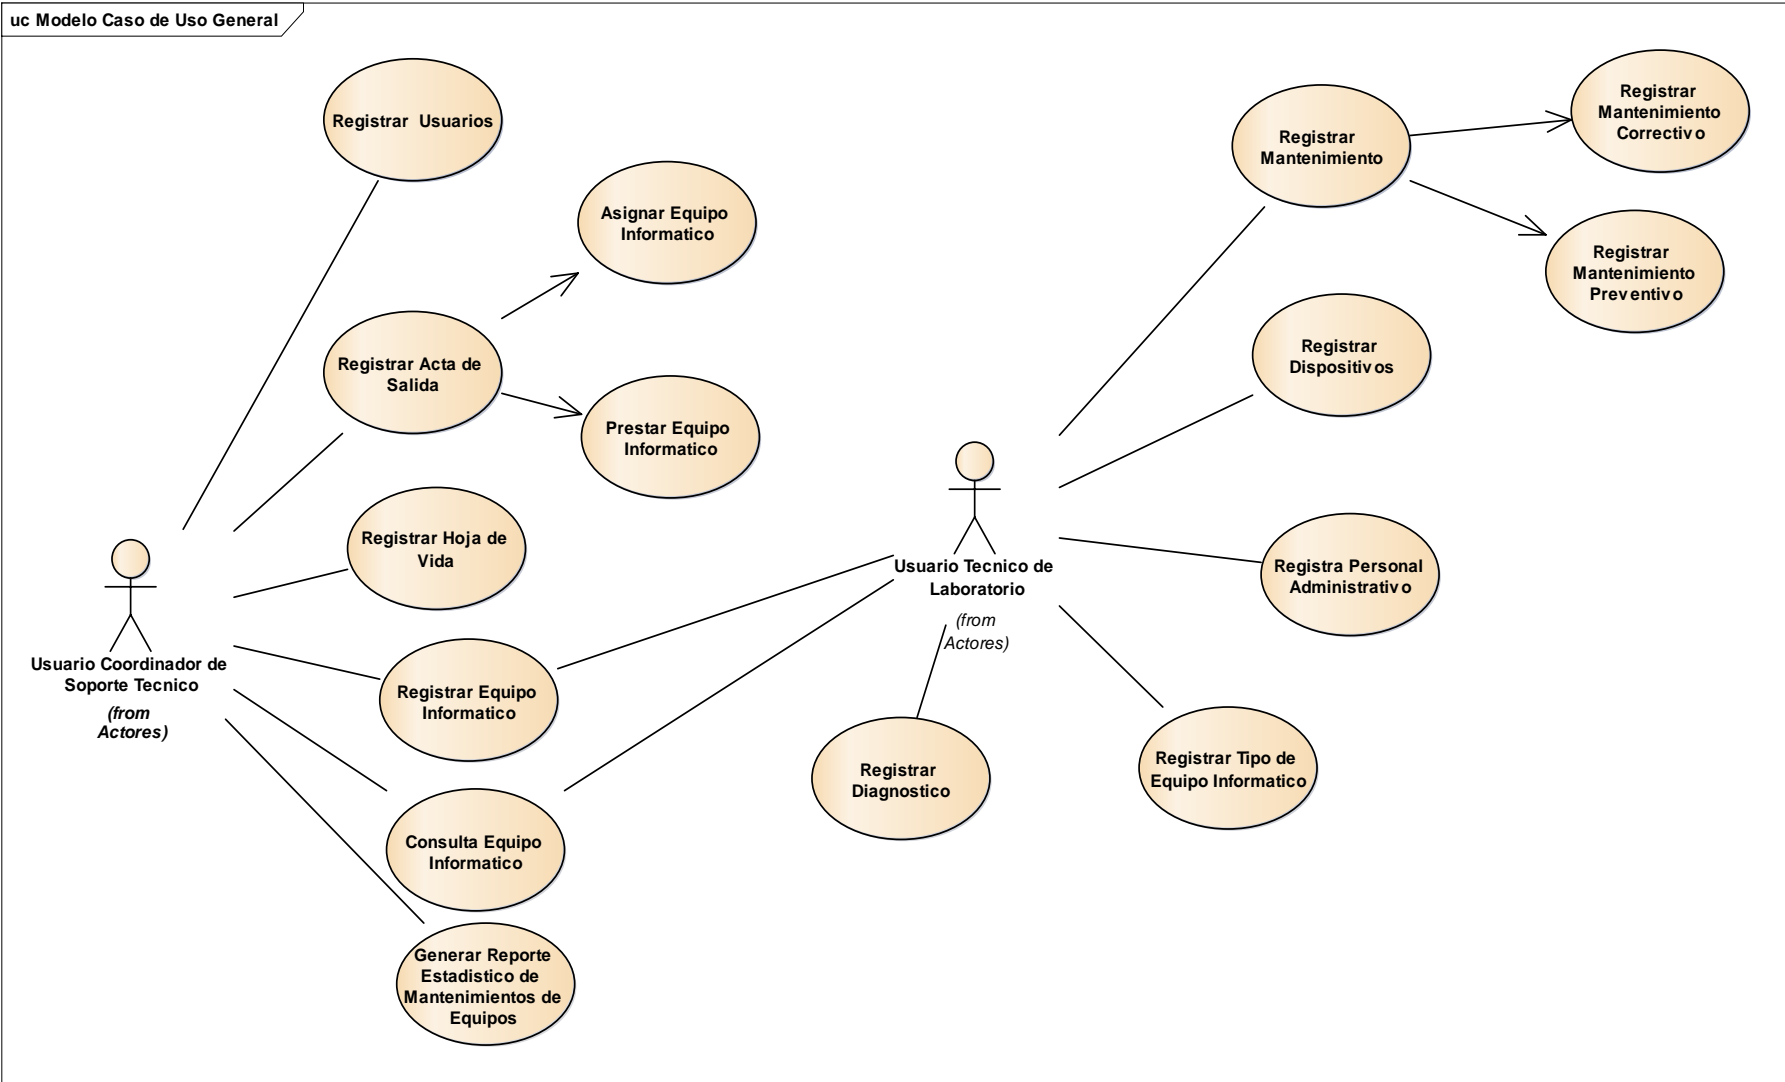 uc Modelo Caso de Uso General
Registrar Usuarios
Asignar Equipo
Informatico
Registrar Acta de
Salida
Prestar Equipo
Informatico
Registrar Hoja de
Vida
Usuario Coordinador de
Soporte Tecnico
(from
Actores)
Registrar Equipo
Informatico
Consulta Equipo
Informatico
Generar Reporte
Estadistico de
Mantenimientos de
Equipos
Usuario Tecnico de
Laboratorio
(from
Actores)
Registrar
Mantenimiento
Registrar
Mantenimiento
Correctivo
Registrar
Mantenimiento
Preventivo
Registrar
Dispositivos
Registra Personal
Administrativo
Registrar Tipo de
Equipo Informatico
Registrar
Diagnostico